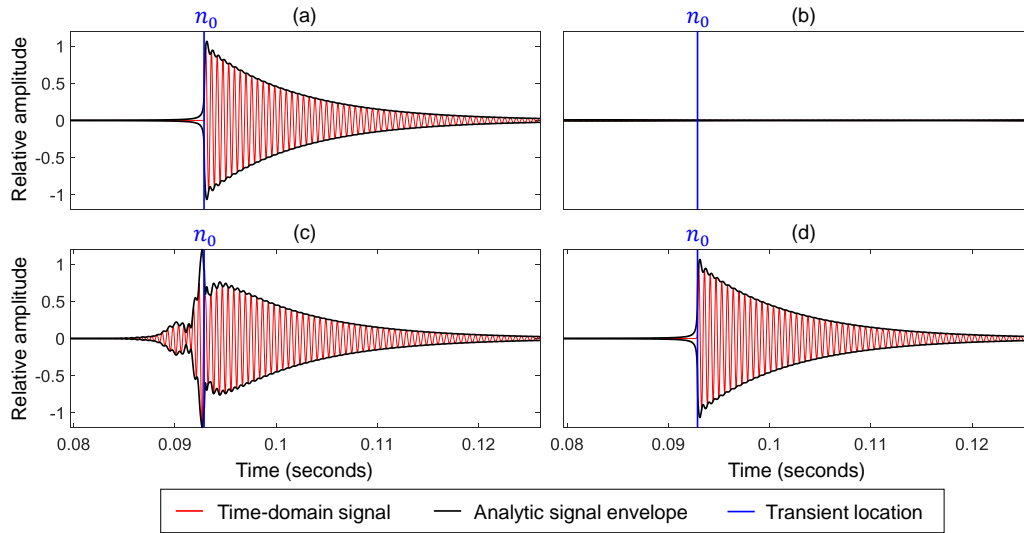 n₀ (a) n₀ (b)
Relative amplitude
1
0.5
0
-0.5
-1
n₀ (c) n₀ (d)
Relative amplitude
1
0.5
0
-0.5
-1
0.08 0.09 0.1 0.11 0.12 0.08 0.09 0.1 0.11 0.12
Time (seconds) Time (seconds)
Time-domain signal Analytic signal envelope Transient location